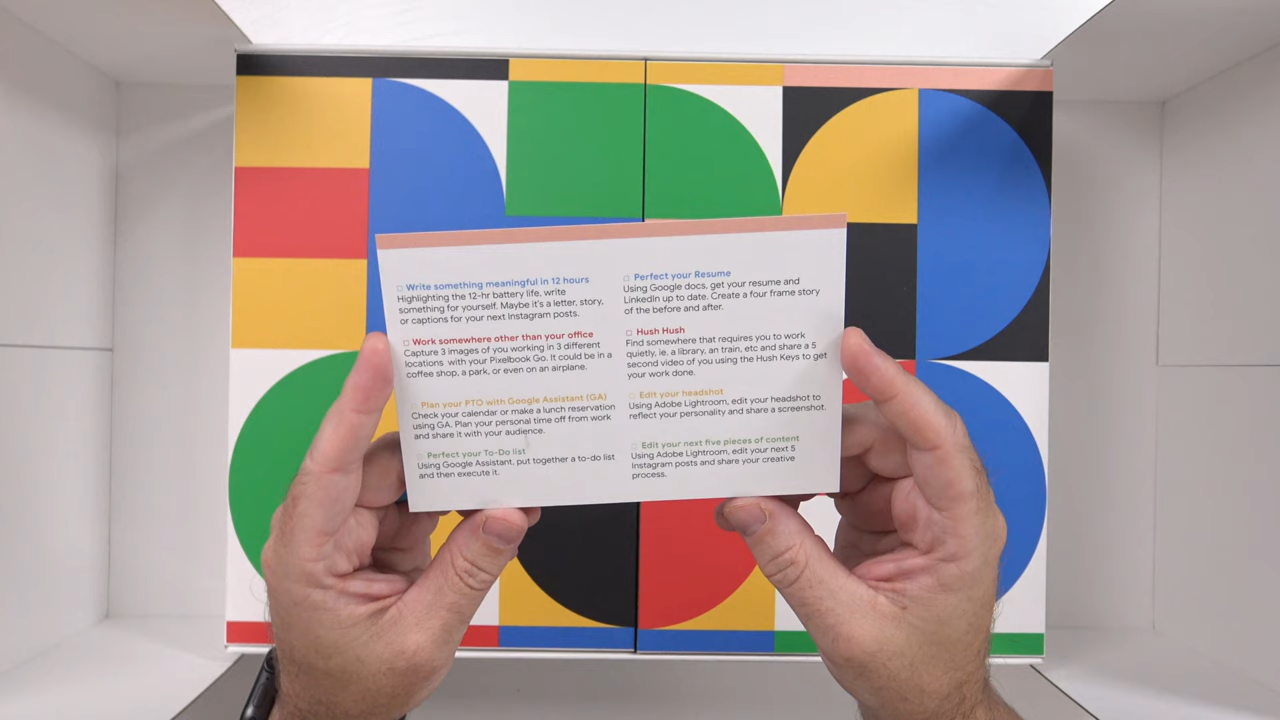 □ Write something meaningful in 12 hours
Highlighting the 12-hr battery life, write
something for yourself. Maybe it's a letter, story,
or captions for your next Instagram posts.
□ Work somewhere other than your office
Capture 3 images of you working in 3 different
locations with your Pixelbook Go. It could be in a
coffee shop, a park, or even on an airplane.
□ Plan your PTO with Google Assistant (GA)
Check your calendar or make a lunch reservation
using GA. Plan your personal time off from work
and share it with your audience.
□ Perfect your To-Do list
Using Google Assistant, put together a to-do list
and then execute it.
□ Perfect your Resume
Using Google docs, get your resume and
LinkedIn up to date. Create a four frame story
of the before and after.
□ Hush Hush
Find somewhere that requires you to work
quietly, ie. a library, an train, etc and share a 5
second video of you using the Hush Keys to get
your work done.
□ Edit your headshot
Using Adobe Lightroom, edit your headshot to
reflect your personality and share a screenshot.
□ Edit your next five pieces of content
Using Adobe Lightroom, edit your next 5
Instagram posts and share your creative
process.